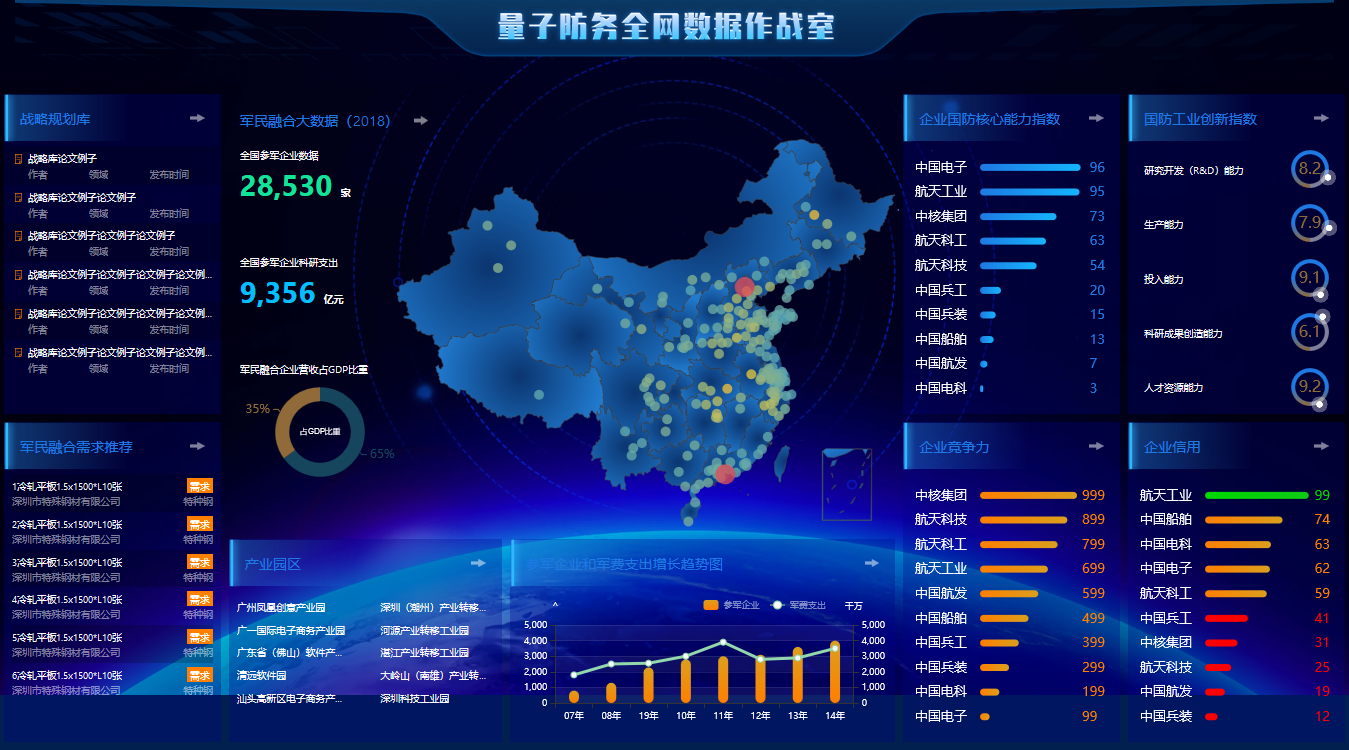 量子防务全网数据作战室
战略规划库
战略库论文例子
作者 领域 发布时间
战略库论文例子论文例子
作者 领域 发布时间
战略库论文例子论文例子论文例子
作者 领域 发布时间
战略库论文例子论文例子论文例子论文例...
作者 领域 发布时间
战略库论文例子论文例子论文例子论文例...
作者 领域 发布时间
战略库论文例子论文例子论文例子论文例...
作者 领域 发布时间
军民融合需求推荐
1冷轧平板1.5x1500*L10张 需求
深圳市特殊钢材有限公司 特种钢
2冷轧平板1.5x1500*L10张 需求
深圳市特殊钢材有限公司 特种钢
3冷轧平板1.5x1500*L10张 需求
深圳市特殊钢材有限公司 特种钢
4冷轧平板1.5x1500*L10张 需求
深圳市特殊钢材有限公司 特种钢
5冷轧平板1.5x1500*L10张 需求
深圳市特殊钢材有限公司 特种钢
6冷轧平板1.5x1500*L10张 需求
深圳市特殊钢材有限公司 特种钢
军民融合大数据（2018）
全国参军企业数据
28,530 家
全国参军企业科研支出
9,356 亿元
军民融合企业营收占GDP比重
35%
占GDP比重
65%
产业园区
广州凤凰创意产业园 深圳（潮州）产业转移...
广一国际电子商务产业园 河源产业转移工业园
广东省（佛山）软件产... 湛江产业转移工业园
清远软件园 大岭山（南雄）产业转...
汕头高新区电子商务产... 深圳科技工业园
参军企业和军费支出增长趋势图
^ 参军企业 军费支出 千万
5,000 5,000
4,000 4,000
3,000 3,000
2,000 2,000
1,000 1,000
0 0
07年 08年 19年 10年 11年 12年 13年 14年
企业国防核心能力指数
中国电子 96
航天工业 95
中核集团 73
航天科工 63
航天科技 54
中国兵工 20
中国兵装 15
中国船舶 13
中国航发 7
中国电科 3
国防工业创新指数
研究开发（R&D）能力 8.2
生产能力 7.9
投入能力 9.1
科研成果创造能力 6.1
人才资源能力 9.2
企业竞争力
中核集团 999
航天科技 899
航天科工 799
航天工业 699
中国航发 599
中国船舶 499
中国兵工 399
中国兵装 299
中国电科 199
中国电子 99
企业信用
航天工业 99
中国船舶 74
中国电科 63
中国电子 62
航天科工 59
中国兵工 41
中核集团 31
航天科技 25
中国航发 19
中国兵装 12